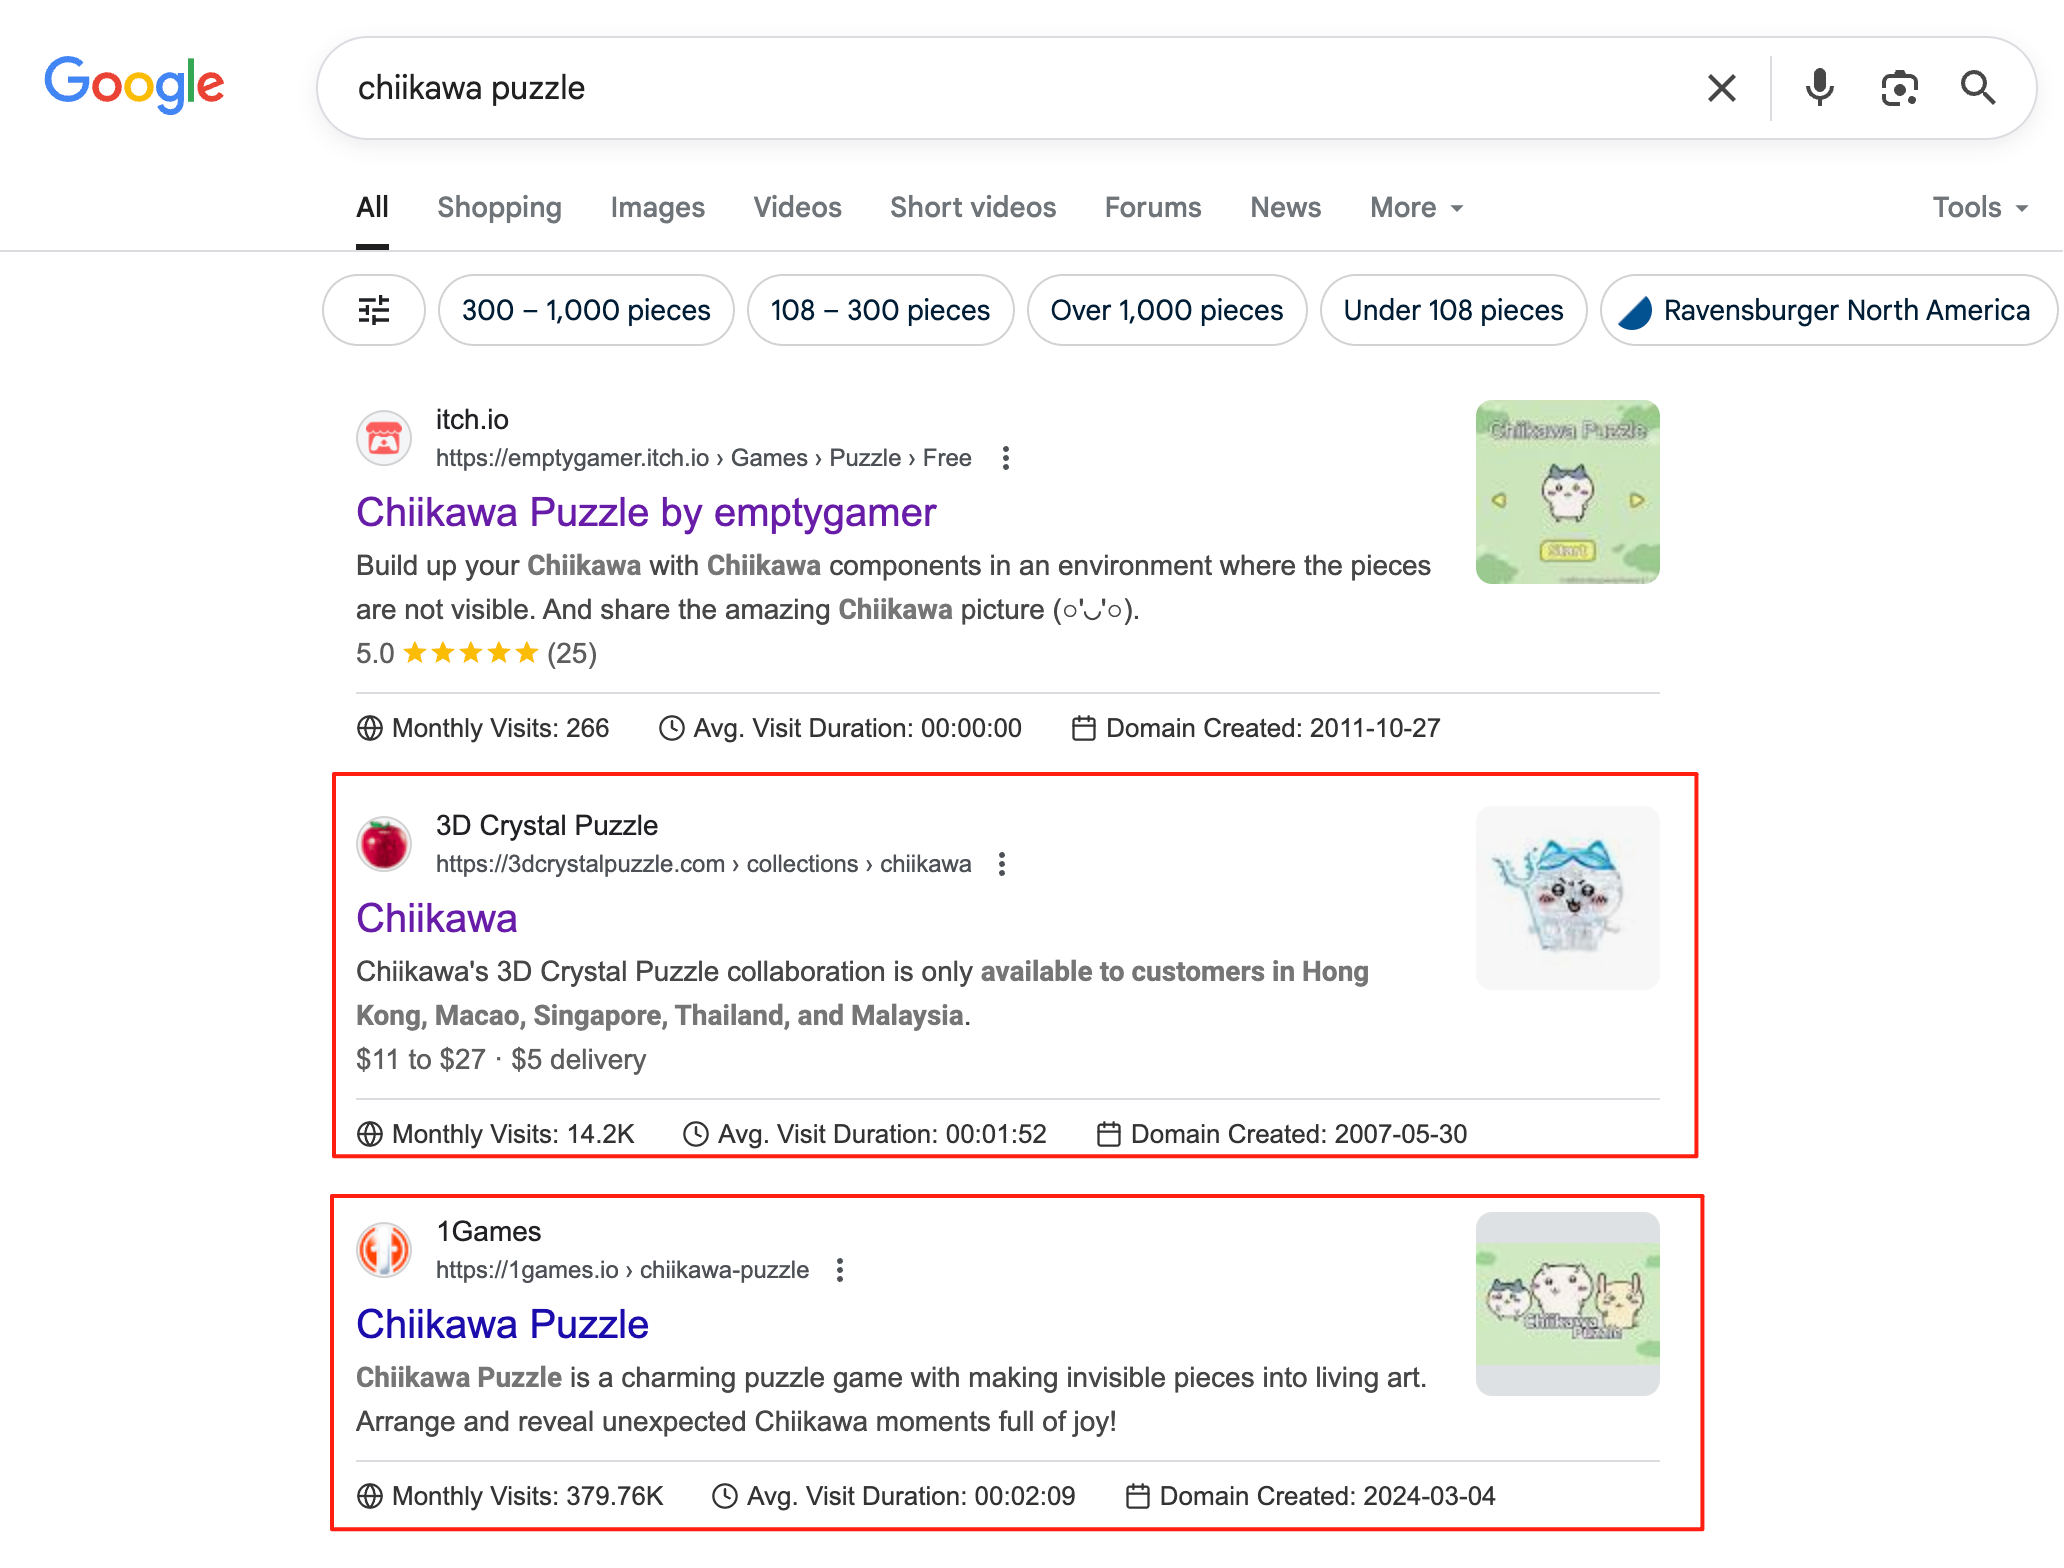 Google
chiikawa puzzle
All Shopping Images Videos Short videos Forums News More Tools
300 – 1,000 pieces 108 – 300 pieces Over 1,000 pieces Under 108 pieces Ravensburger North America
itch.io
https://emptygamer.itch.io › Games › Puzzle › Free
Chiikawa Puzzle by emptygamer
Build up your Chiikawa with Chiikawa components in an environment where the pieces
are not visible. And share the amazing Chiikawa picture (○'◡'○).
5.0 ★★★★★ (25)
Chiikawa Puzzle
Start
Monthly Visits: 266 Avg. Visit Duration: 00:00:00 Domain Created: 2011-10-27
3D Crystal Puzzle
https://3dcrystalpuzzle.com › collections › chiikawa
Chiikawa
Chiikawa's 3D Crystal Puzzle collaboration is only available to customers in Hong
Kong, Macao, Singapore, Thailand, and Malaysia.
$11 to $27 · $5 delivery
Monthly Visits: 14.2K Avg. Visit Duration: 00:01:52 Domain Created: 2007-05-30
1Games
https://1games.io › chiikawa-puzzle
Chiikawa Puzzle
Chiikawa Puzzle is a charming puzzle game with making invisible pieces into living art.
Arrange and reveal unexpected Chiikawa moments full of joy!
Chiikawa
Puzzle
Monthly Visits: 379.76K Avg. Visit Duration: 00:02:09 Domain Created: 2024-03-04